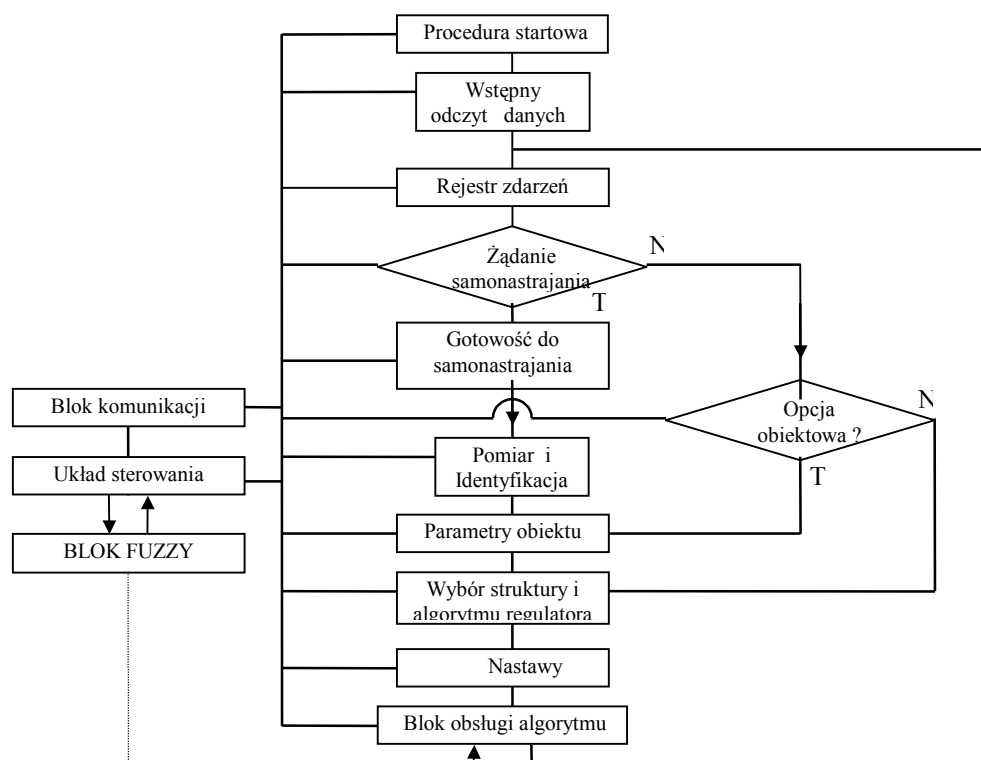 Procedura startowa
Wstępny
odczyt danych
Rejestr zdarzeń
Żądanie
samonastrajania
N
T
Gotowość do
samonastrajania
Blok komunikacji
Opcja
obiektowa ?
N
T
Układ sterowania
Pomiar i
Identyfikacja
BLOK FUZZY
Parametry obiektu
Wybór struktury i
algorytmu regulatora
Nastawy
Blok obsługi algorytmu